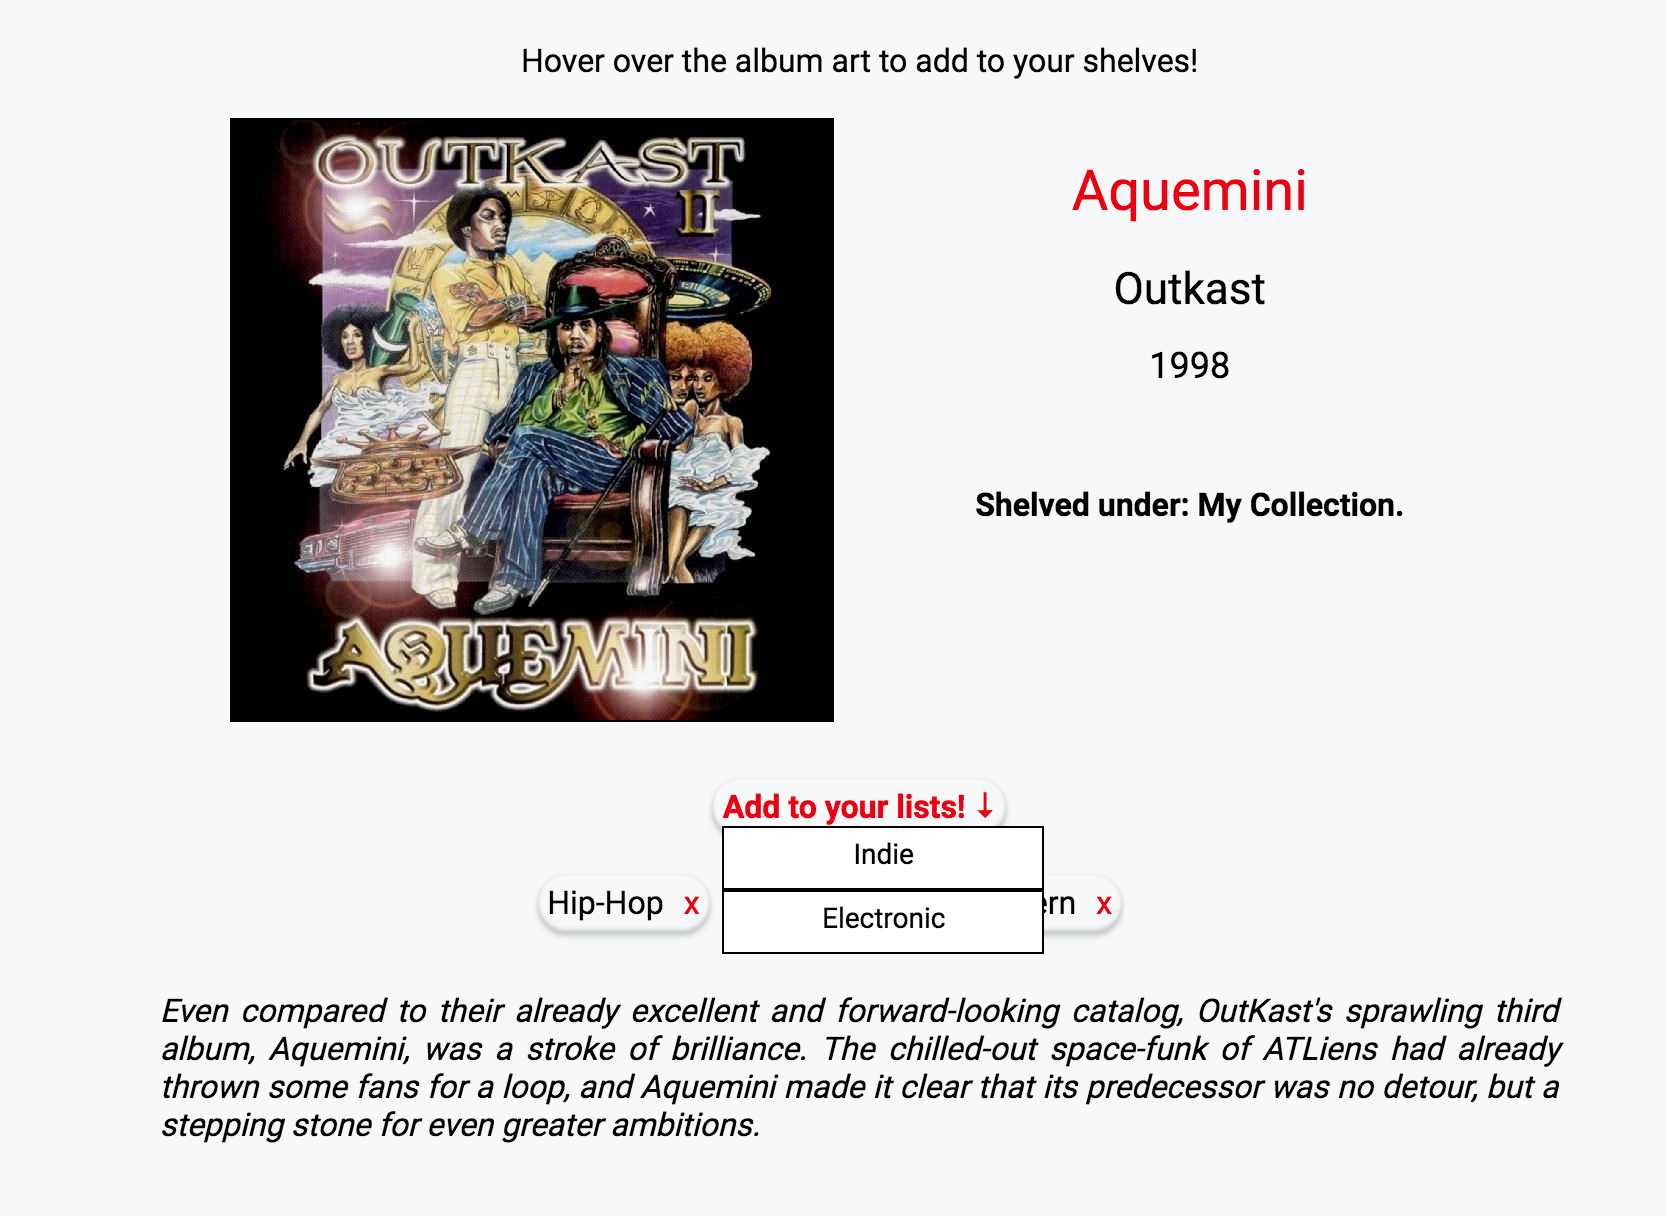 Hover over the album art to add to your shelves!
OUTKAST
II
OUT
KAST
AQUEMINI
Aquemini
Outkast
1998
Shelved under: My Collection.
Add to your lists! ↓
Indie
Hip-Hop x
ern x
Electronic
Even compared to their already excellent and forward-looking catalog, OutKast's sprawling third
album, Aquemini, was a stroke of brilliance. The chilled-out space-funk of ATLiens had already
thrown some fans for a loop, and Aquemini made it clear that its predecessor was no detour, but a
stepping stone for even greater ambitions.